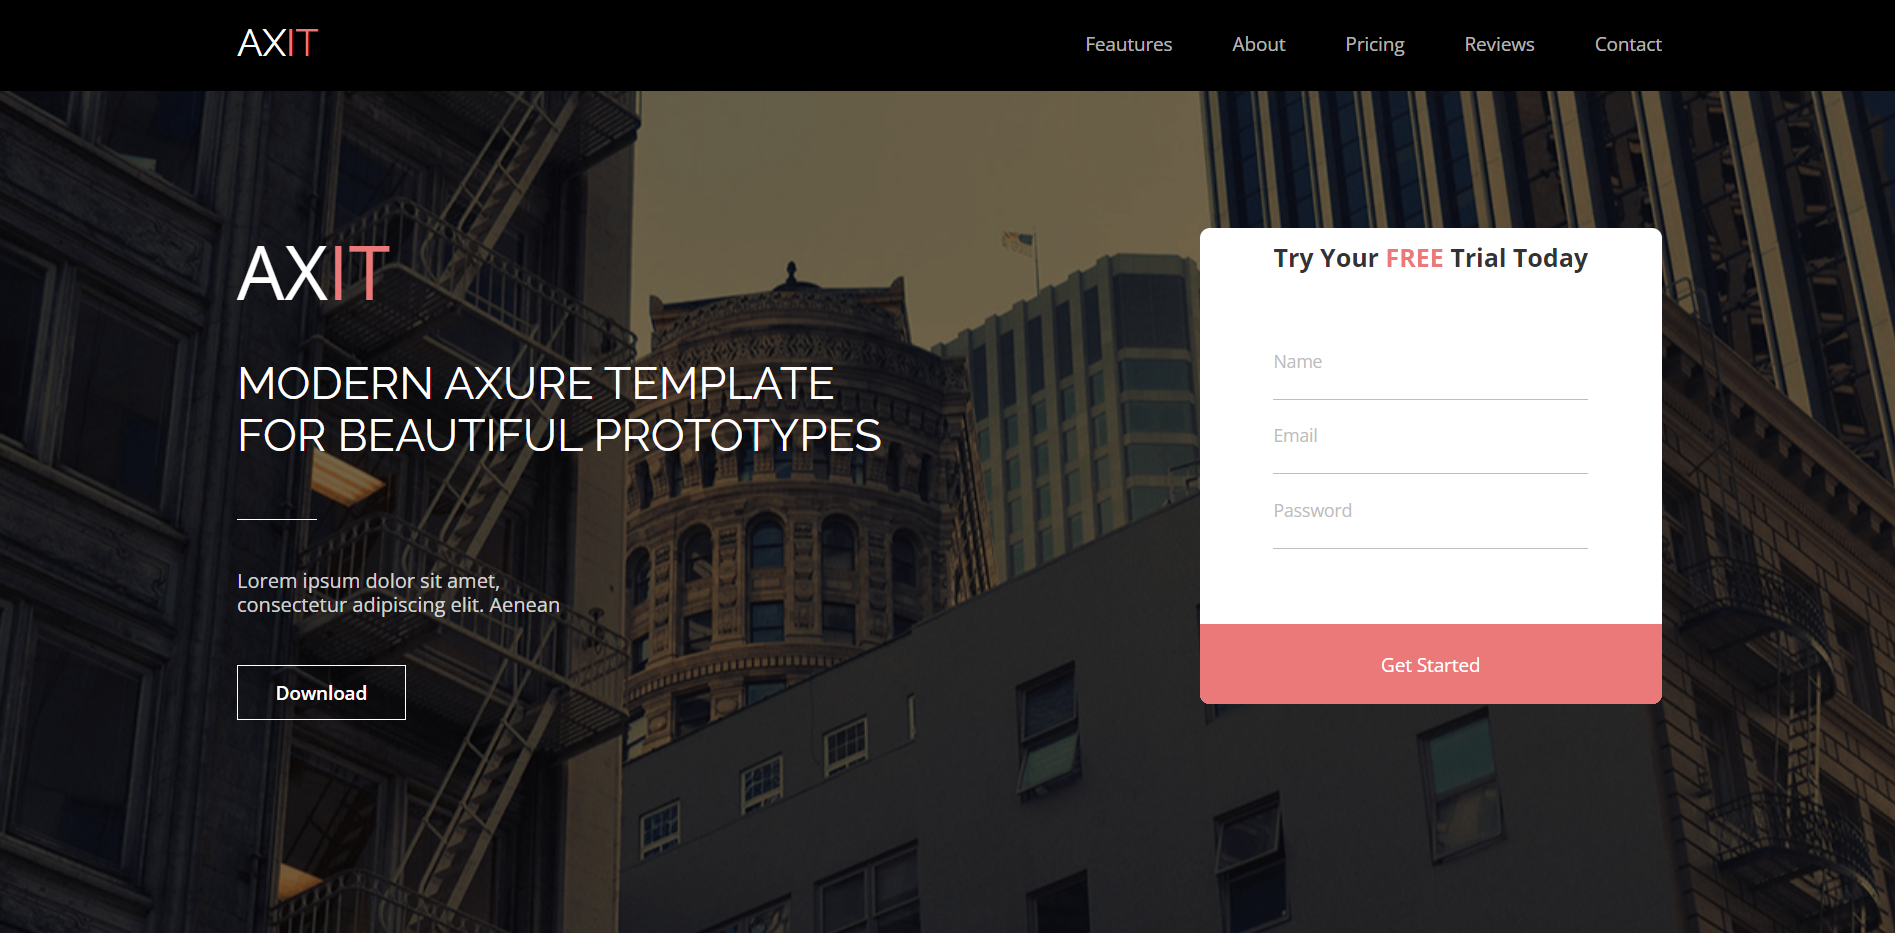 AXIT
Feautures
About
Pricing
Reviews
Contact
AXIT
MODERN AXURE TEMPLATE
FOR BEAUTIFUL PROTOTYPES
Lorem ipsum dolor sit amet,
consectetur adipiscing elit. Aenean
Download
Try Your FREE Trial Today
Name
Email
Password
Get Started